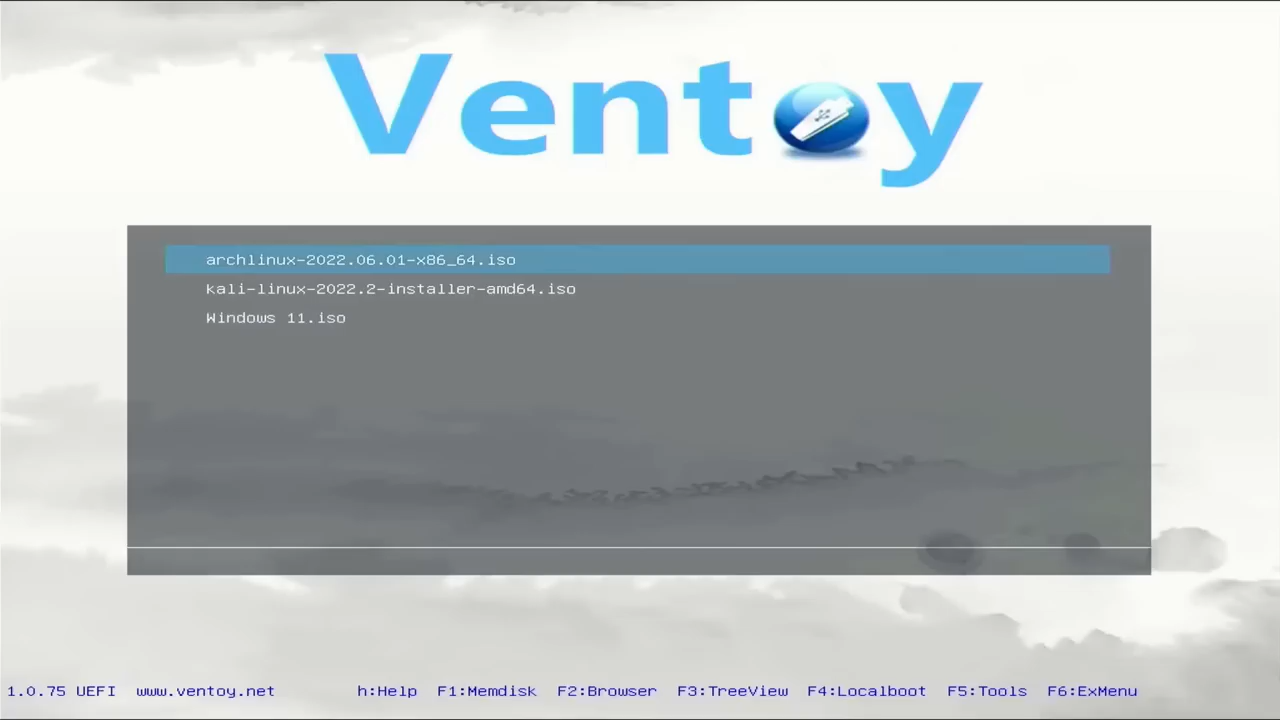 Ventoy
archlinux-2022.06.01-x86_64.iso
kali-linux-2022.2-installer-amd64.iso
Windows 11.iso
1.0.75 UEFI www.ventoy.net h:Help F1:Memdisk F2:Browser F3:TreeView F4:Localboot F5:Tools F6:ExMenu